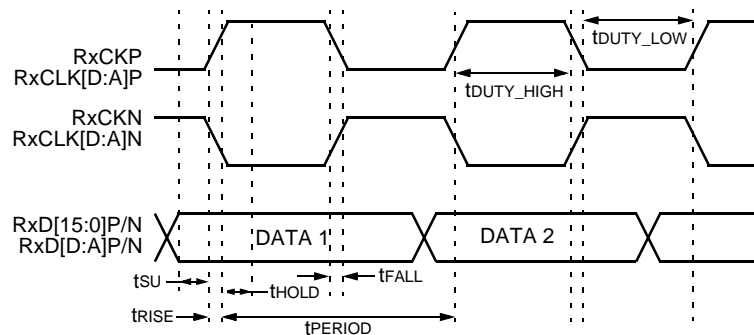 RxCKP
RxCLK[D:A]P
tDUTY_LOW
tDUTY_HIGH
RxCKN
RxCLK[D:A]N
RxD[15:0]P/N
RxD[D:A]P/N
DATA 1
DATA 2
tSU
tHOLD
tFALL
tRISE
tPERIOD